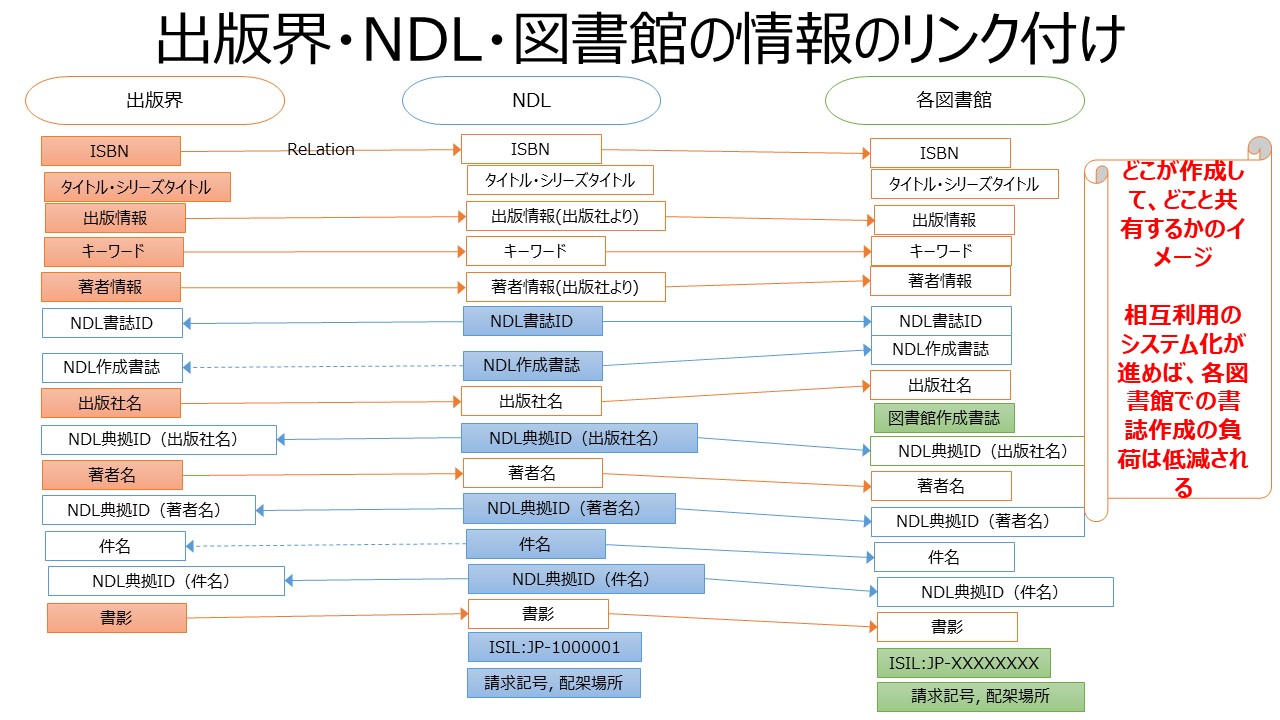 出版界・NDL・図書館の情報のリンク付け
出版界
NDL
各図書館
ISBN
ReLation
ISBN
ISBN
タイトル・シリーズタイトル
タイトル・シリーズタイトル
タイトル・シリーズタイトル
出版情報
出版情報(出版社より)
出版情報
キーワード
キーワード
キーワード
著者情報
著者情報(出版社より)
著者情報
NDL書誌ID
NDL書誌ID
NDL書誌ID
NDL作成書誌
NDL作成書誌
NDL作成書誌
出版社名
出版社名
出版社名
図書館作成書誌
NDL典拠ID（出版社名）
NDL典拠ID（出版社名）
NDL典拠ID（出版社名）
著者名
著者名
著者名
NDL典拠ID（著者名）
NDL典拠ID（著者名）
NDL典拠ID（著者名）
件名
件名
件名
NDL典拠ID（件名）
NDL典拠ID（件名）
NDL典拠ID（件名）
書影
書影
書影
ISIL:JP-1000001
ISIL:JP-XXXXXXXX
請求記号, 配架場所
請求記号, 配架場所
どこが作成し
て、どこと共
有するかのイ
メージ
相互利用の
システム化が
進めば、各図
書館での書
誌作成の負
荷は低減され
る